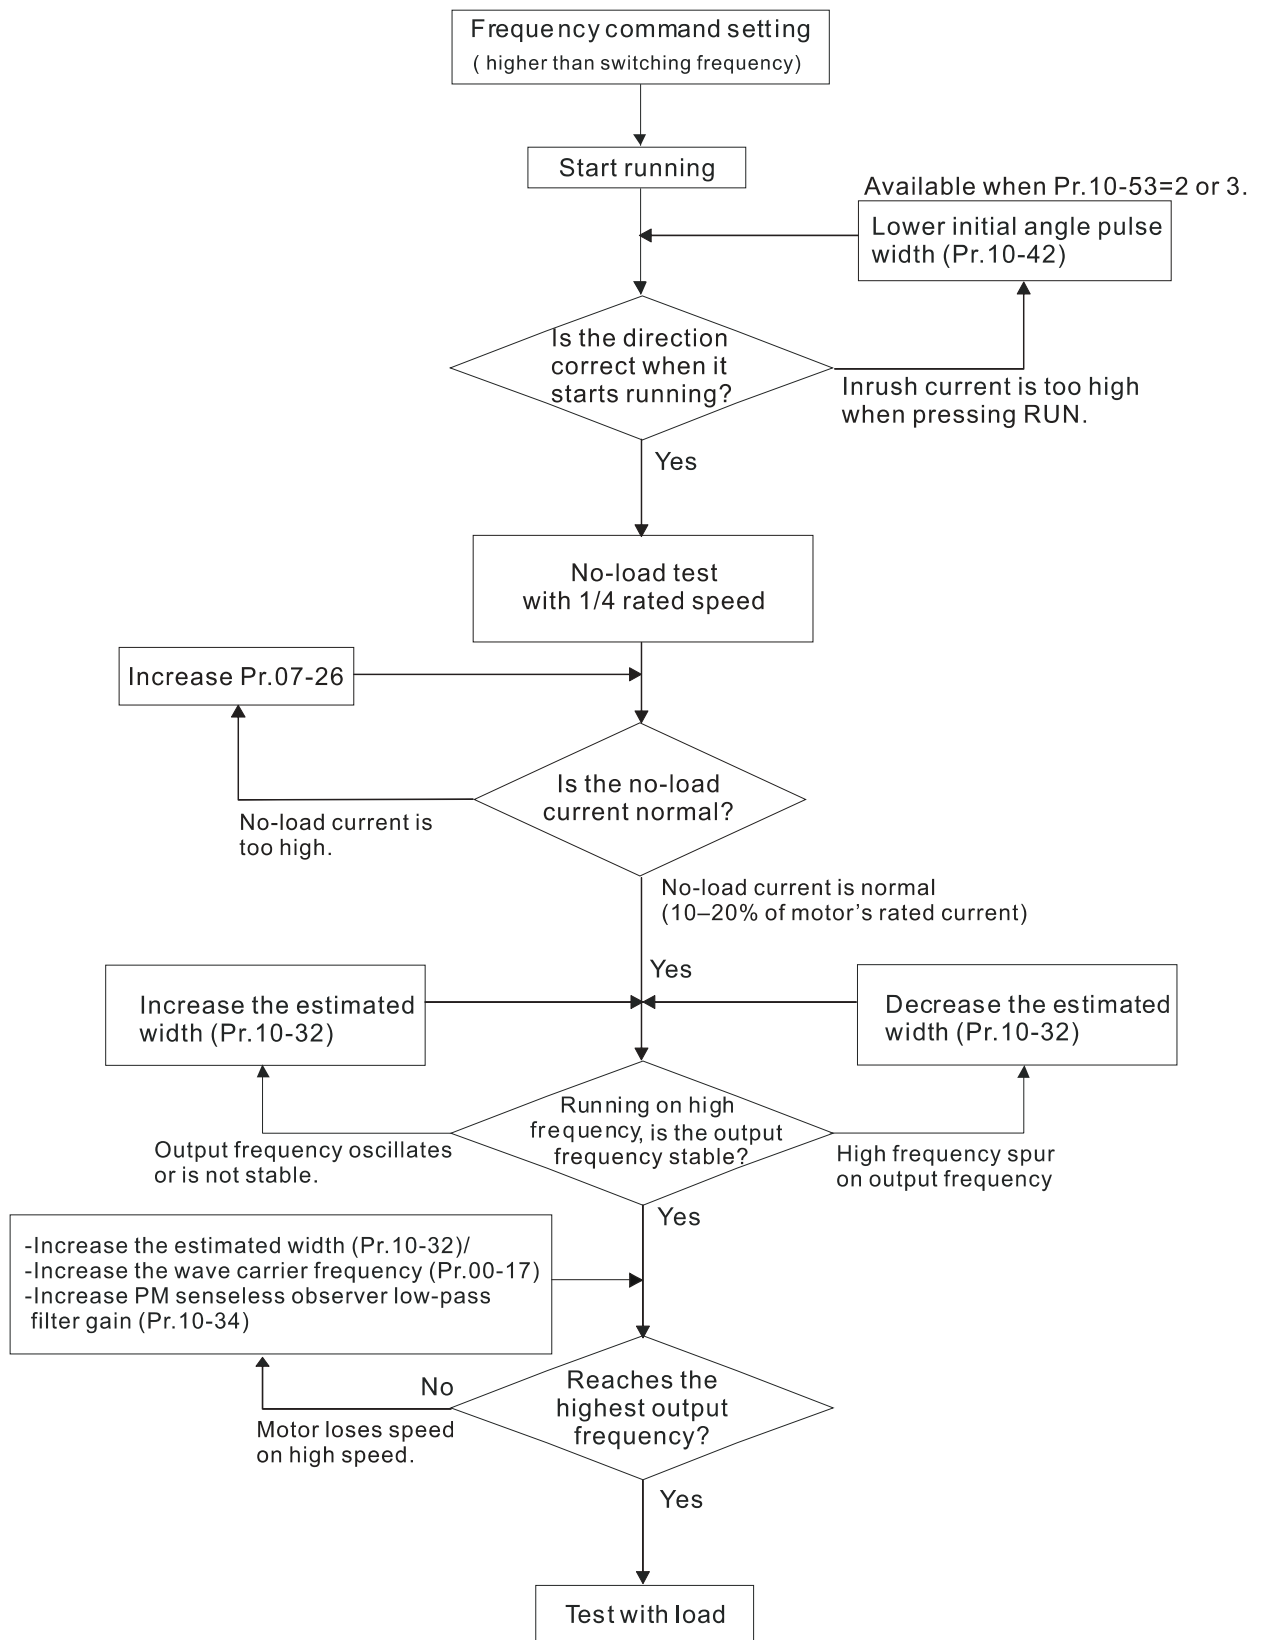 Frequency command setting
( higher than switching frequency)
Start running
Available when Pr.10-53=2 or 3.
Lower initial angle pulse
width (Pr.10-42)
Is the direction
correct when it
starts running?
Inrush current is too high
when pressing RUN.
Yes
No-load test
with 1/4 rated speed
Increase Pr.07-26
Is the no-load
current normal?
No-load current is
too high.
No-load current is normal
(10–20% of motor’s rated current)
Yes
Increase the estimated
width (Pr.10-32)
Decrease the estimated
width (Pr.10-32)
Running on high
frequency, is the output
frequency stable?
Output frequency oscillates
or is not stable.
High frequency spur
on output frequency
Yes
-Increase the estimated width (Pr.10-32)/
-Increase the wave carrier frequency (Pr.00-17)
-Increase PM senseless observer low-pass
filter gain (Pr.10-34)
No
Reaches the
highest output
frequency?
Motor loses speed
on high speed.
Yes
Test with load